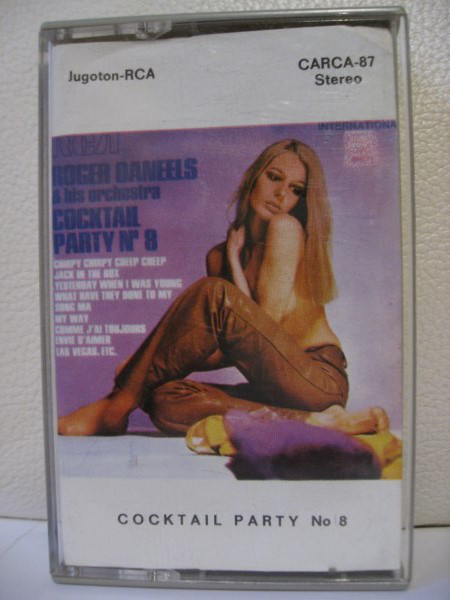 Jugoton-RCA
CARCA-87
Stereo
RCA
INTERNATIONA
ROGER DANEELS
& his orchestra
COCKTAIL
PARTY Nº 8
CHIRPY CHIRPY CHEEP CHEEP
JACK IN THE BOX
YESTERDAY WHEN I WAS YOUNG
WHAT HAVE THEY DONE TO MY
SONG MA
MY WAY
COMME J'AI TOUJOURS
ENVIE D'AIMER
LAS VEGAS, ETC.
COCKTAIL PARTY No 8